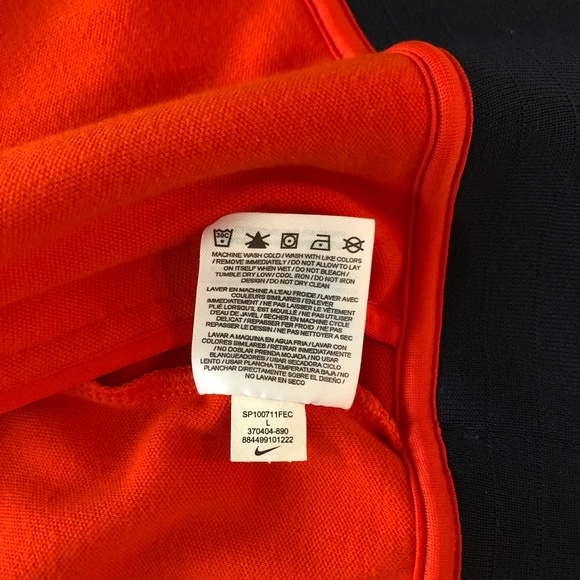 30C
MACHINE WASH COLD / WASH WITH LIKE COLORS
/ REMOVE IMMEDIATELY / DO NOT ALLOW TO LAY
ON ITSELF WHEN WET / DO NOT BLEACH /
TUMBLE DRY LOW / COOL IRON / DO NOT IRON
DESIGN / DO NOT DRY CLEAN
LAVER EN MACHINE A L'EAU FROIDE / LAVER AVEC
COULEURS SIMILAIRES / ENLEVER
IMMÉDIATEMENT DE LA MACHINE / NE PAS LAISSER
PLIÉ LORSQU'IL EST MOUILLÉ / NE PAS UTILISER
D'EAU DE JAVEL / SECHER EN MACHINE CYCLE
DELICAT / REPASSER FER FROID / NE PAS
REPASSER LE DESSIN / NE PAS NETTOYER A SEC
LAVAR A MAQUINA EN AGUA FRIA / LAVAR CON
COLORES SIMILARES / RETIRAR INMEDIATAMENTE
/ NO DOBLAR PRENDA MOJADA / NO USAR
BLANQUEADORES / USAR SECADORA CICLO
LENTO / USAR PLANCHA TEMPERATURA BAJA / NO
PLANCHAR DIRECTAMENTE SOBRE EL DISEÑO /
NO LAVAR EN SECO
SP100711FEC
L
370404-890
884499101222